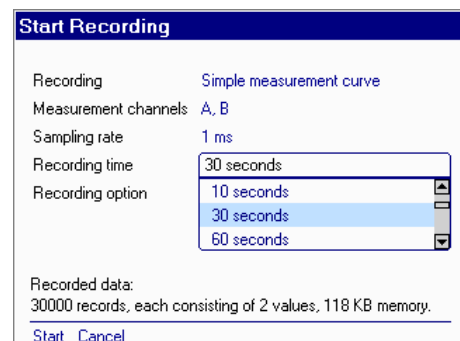 Start Recording
Recording Simple measurement curve
Measurement channels A, B
Sampling rate 1 ms
Recording time 30 seconds
Recording option 10 seconds
30 seconds
60 seconds
Recorded data:
30000 records, each consisting of 2 values, 118 KB memory.
Start Cancel